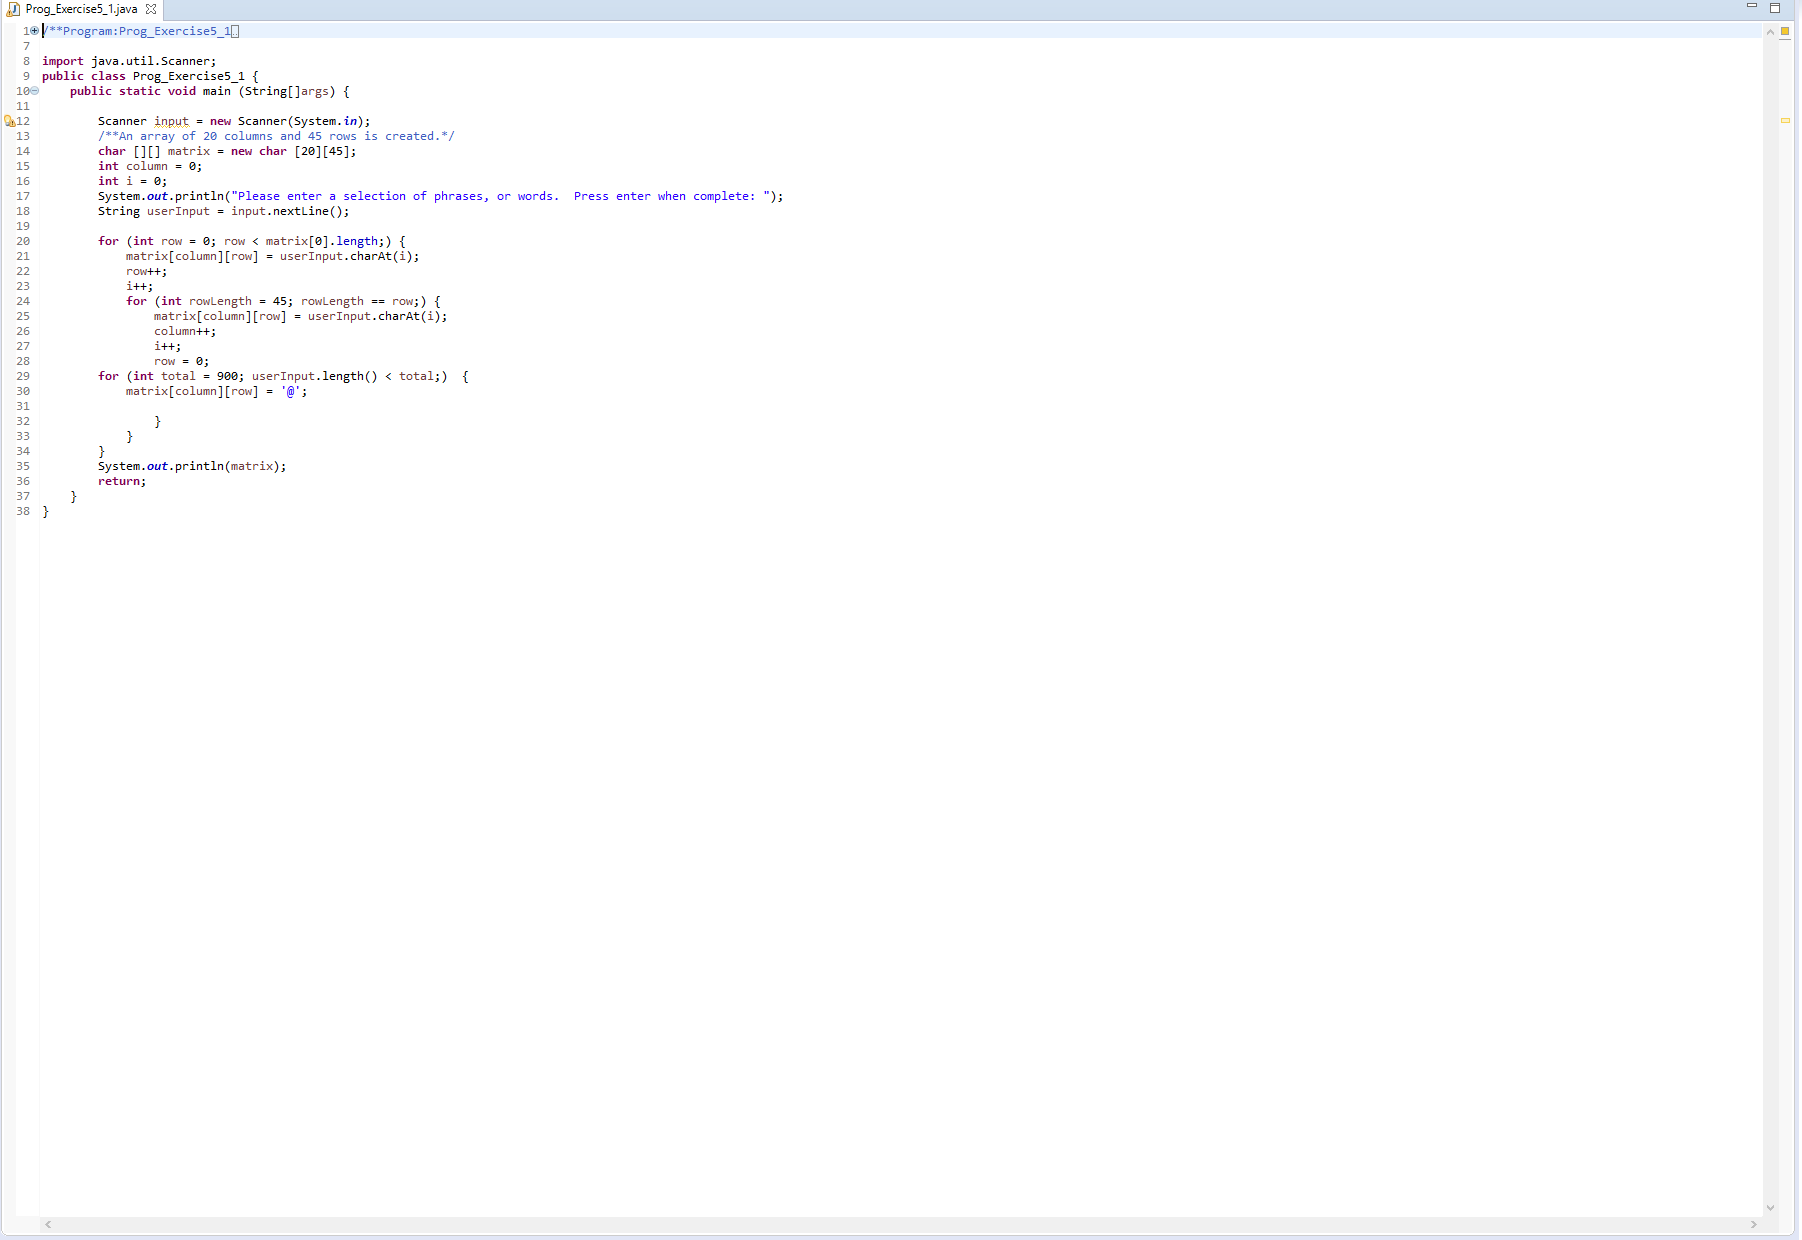 Prog_Exercise5_1.java
1 /**Program:Prog_Exercise5_1
7
8 import java.util.Scanner;
9 public class Prog_Exercise5_1 {
10     public static void main (String[]args) {
11
12         Scanner input = new Scanner(System.in);
13         /**An array of 20 columns and 45 rows is created.*/
14         char [][] matrix = new char [20][45];
15         int column = 0;
16         int i = 0;
17         System.out.println("Please enter a selection of phrases, or words.  Press enter when complete: ");
18         String userInput = input.nextLine();
19
20         for (int row = 0; row < matrix[0].length;) {
21             matrix[column][row] = userInput.charAt(i);
22             row++;
23             i++;
24             for (int rowLength = 45; rowLength == row;) {
25                 matrix[column][row] = userInput.charAt(i);
26                 column++;
27                 i++;
28                 row = 0;
29         for (int total = 900; userInput.length() < total;)  {
30             matrix[column][row] = '@';
31
32                 }
33             }
34         }
35         System.out.println(matrix);
36         return;
37     }
38 }